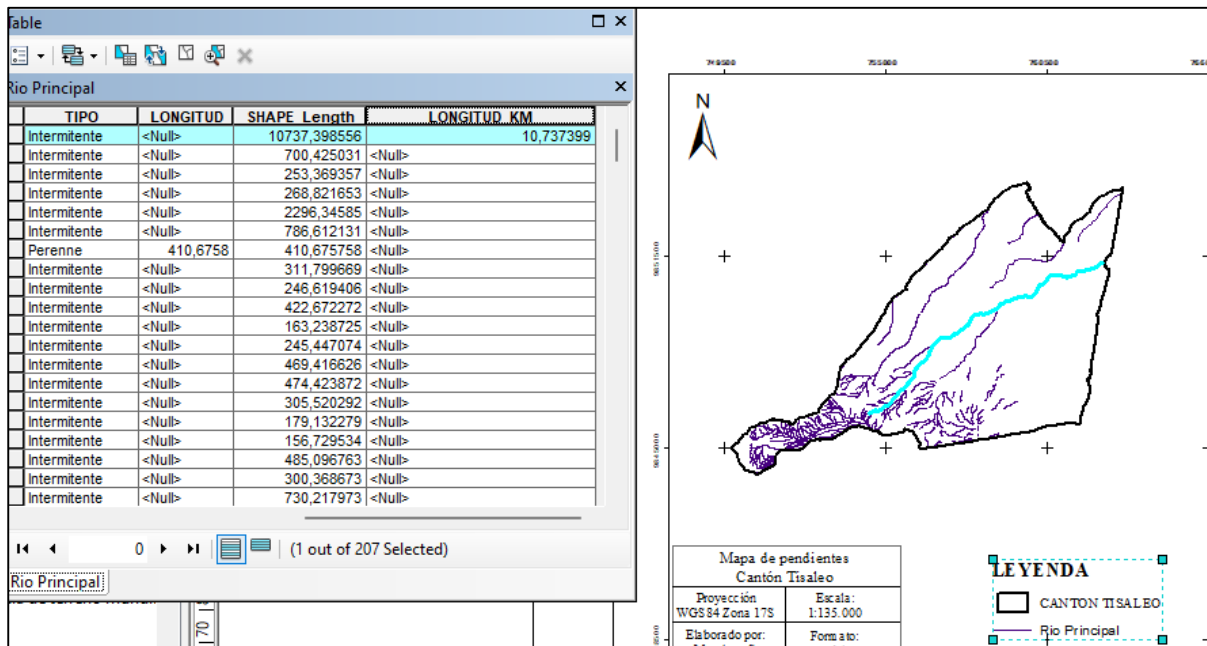 Table
Rio Principal
TIPO LONGITUD SHAPE_Length LONGITUD_KM
Intermitente <Null> 10737,398556 10,737399
Intermitente <Null> 700,425031 <Null>
Intermitente <Null> 253,369357 <Null>
Intermitente <Null> 268,821653 <Null>
Intermitente <Null> 2296,34585 <Null>
Intermitente <Null> 786,612131 <Null>
Perenne 410,6758 410,675758 <Null>
Intermitente <Null> 311,799669 <Null>
Intermitente <Null> 246,619406 <Null>
Intermitente <Null> 422,672272 <Null>
Intermitente <Null> 163,238725 <Null>
Intermitente <Null> 245,447074 <Null>
Intermitente <Null> 469,416626 <Null>
Intermitente <Null> 474,423872 <Null>
Intermitente <Null> 305,520292 <Null>
Intermitente <Null> 179,132279 <Null>
Intermitente <Null> 156,729534 <Null>
Intermitente <Null> 485,096763 <Null>
Intermitente <Null> 300,368673 <Null>
Intermitente <Null> 730,217973 <Null>
0 (1 out of 207 Selected)
Rio Principal
70
749500 755000 760500
N
9851500
9845000
Mapa de pendientes
Cantón Tisaleo
Proyección
WGS84 Zona 17S
Escala:
1:135.000
Elaborado por:
Formato:
LEYENDA
CANTON TISALEO
Rio Principal